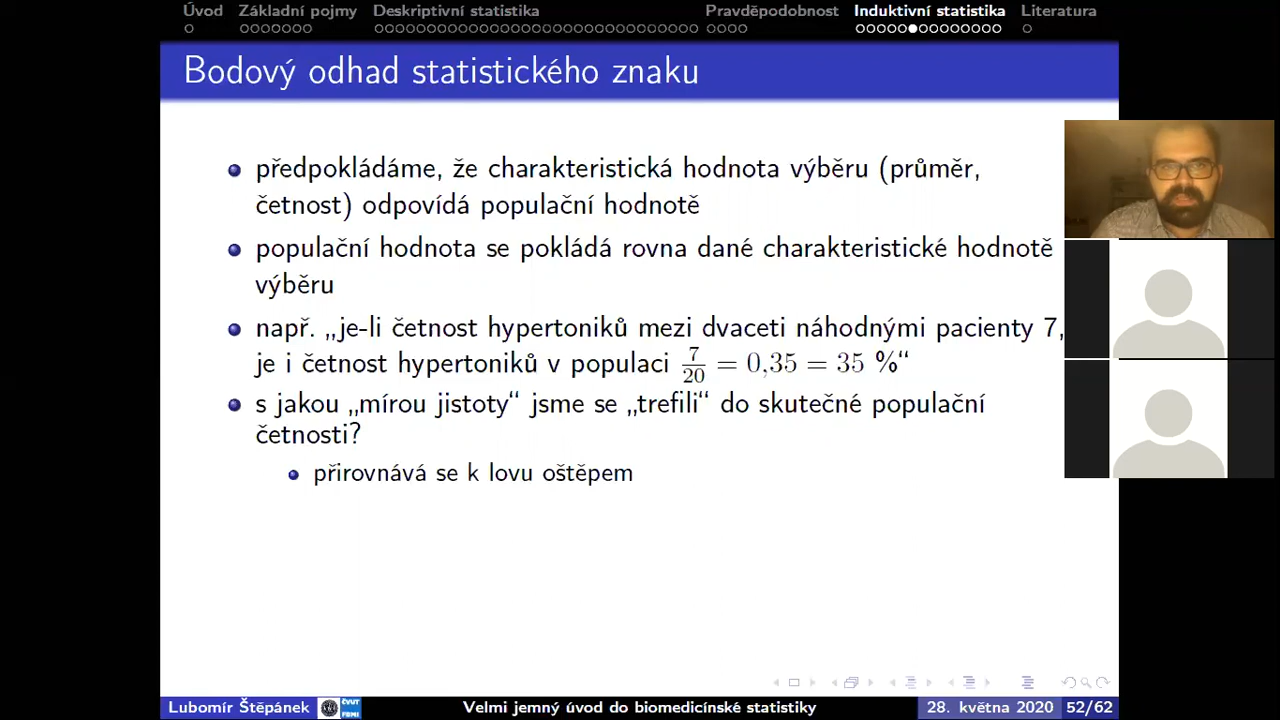 Úvod Základní pojmy Deskriptivní statistika Pravděpodobnost Induktivní statistika Literatura
Bodový odhad statistického znaku
předpokládáme, že charakteristická hodnota výběru (průměr,
četnost) odpovídá populační hodnotě
populační hodnota se pokládá rovna dané charakteristické hodnotě
výběru
např. „je-li četnost hypertoniků mezi dvaceti náhodnými pacienty 7,
je i četnost hypertoniků v populaci 7/20 = 0,35 = 35 %“
s jakou „mírou jistoty“ jsme se „trefili“ do skutečné populační
četnosti?
přirovnává se k lovu oštěpem
Lubomír Štěpánek ČVUT FBMI Velmi jemný úvod do biomedicínské statistiky 28. května 2020 52/62